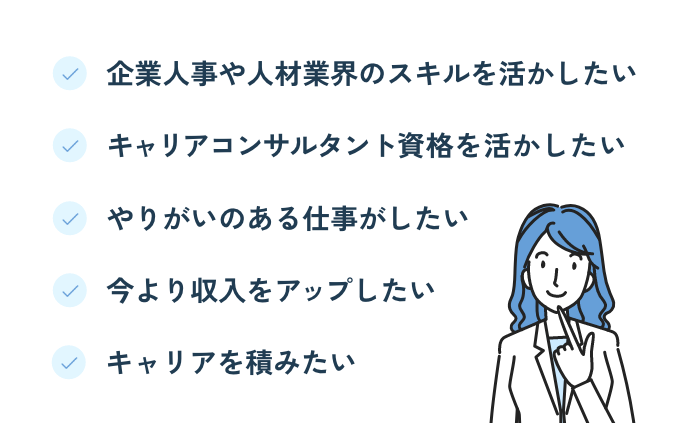 企業人事や人材業界のスキルを活かしたい
キャリアコンサルタント資格を活かしたい
やりがいのある仕事がしたい
今より収入をアップしたい
キャリアを積みたい